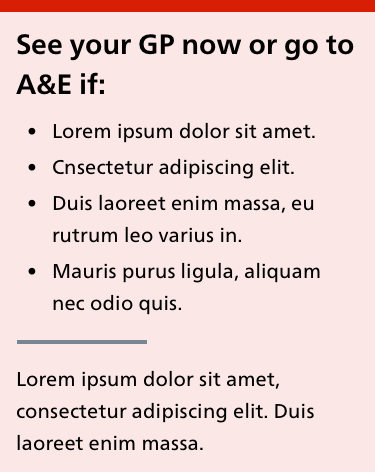 See your GP now or go to
A&E if:
• Lorem ipsum dolor sit amet.
• Cnsectetur adipiscing elit.
• Duis laoreet enim massa, eu
rutrum leo varius in.
• Mauris purus ligula, aliquam
nec odio quis.
Lorem ipsum dolor sit amet,
consectetur adipiscing elit. Duis
laoreet enim massa.